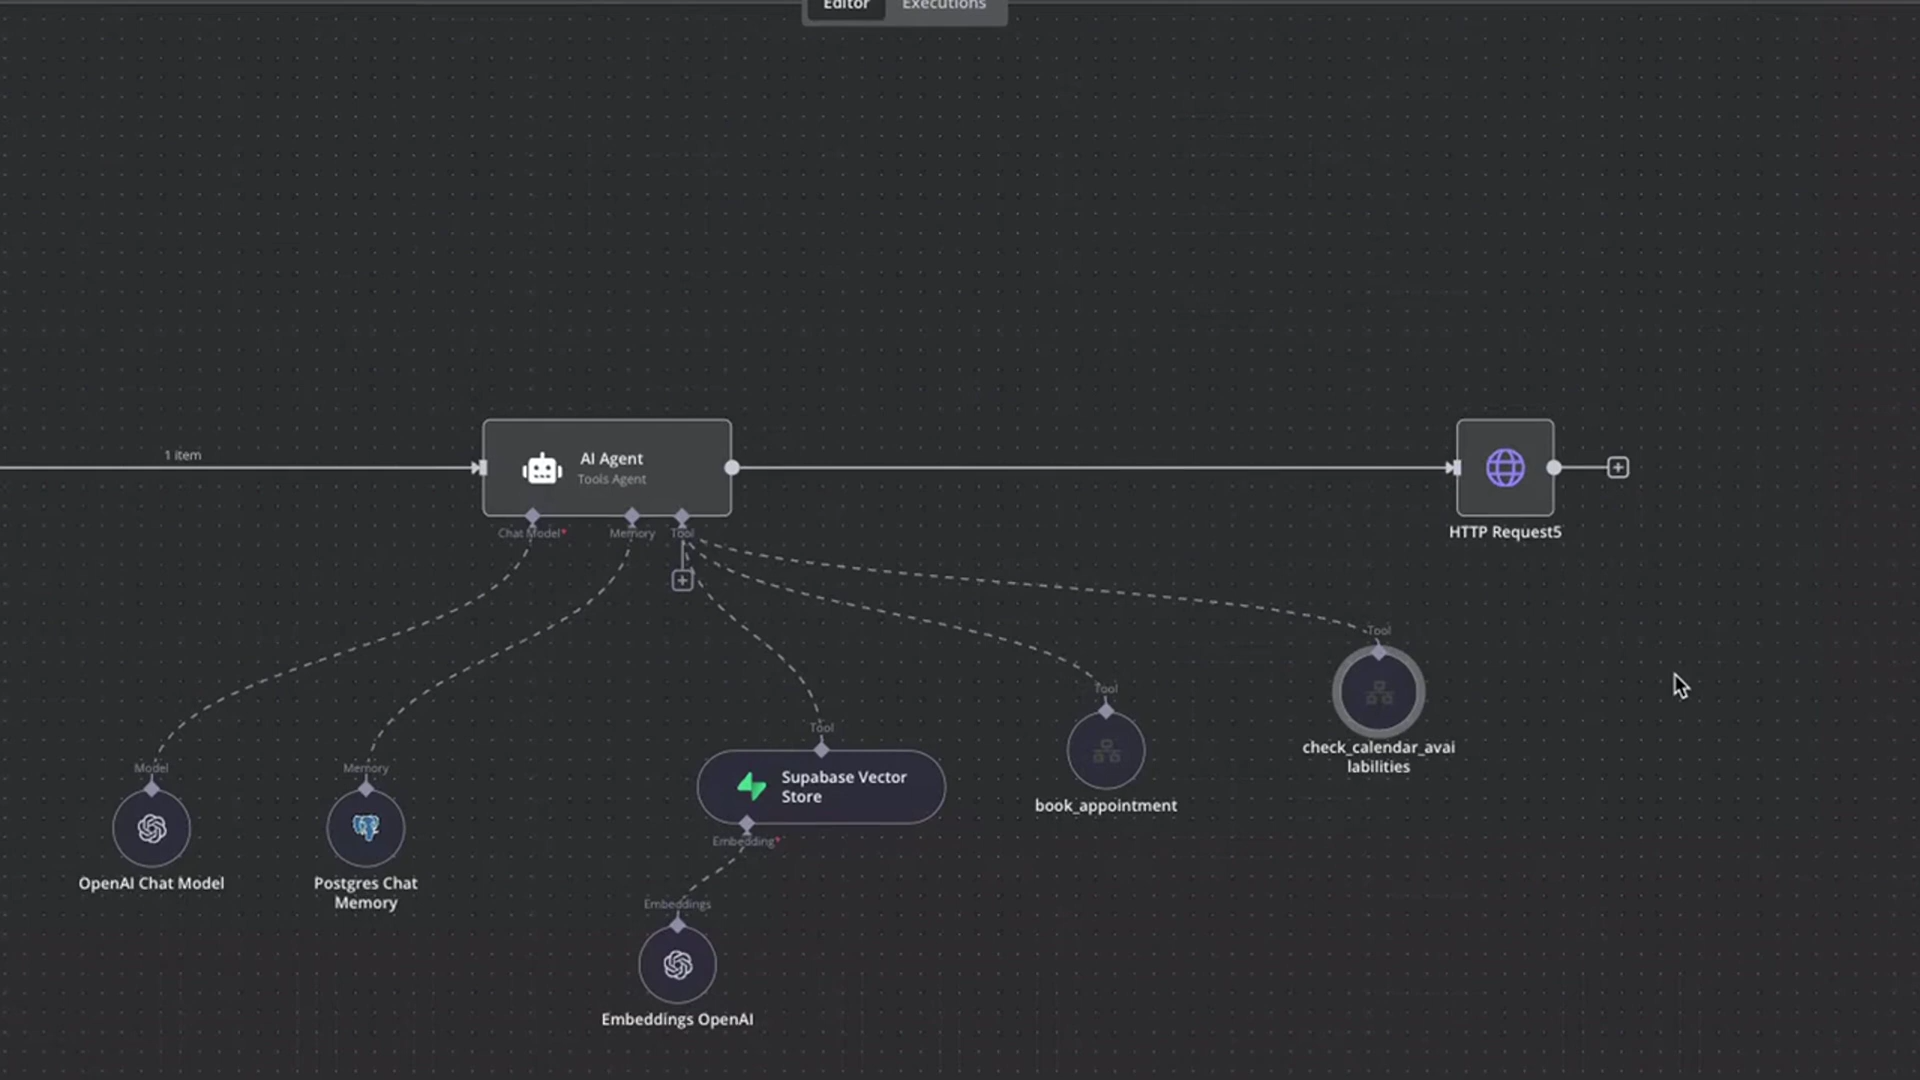 Editor
Executions
1 item
AI Agent
Tools Agent
Chat Model*
Memory
Tool
HTTP Request5
Tool
check_calendar_avai
labilities
Tool
book_appointment
Tool
Supabase Vector
Store
Embedding*
Model
OpenAI Chat Model
Memory
Postgres Chat
Memory
Embeddings
Embeddings OpenAI